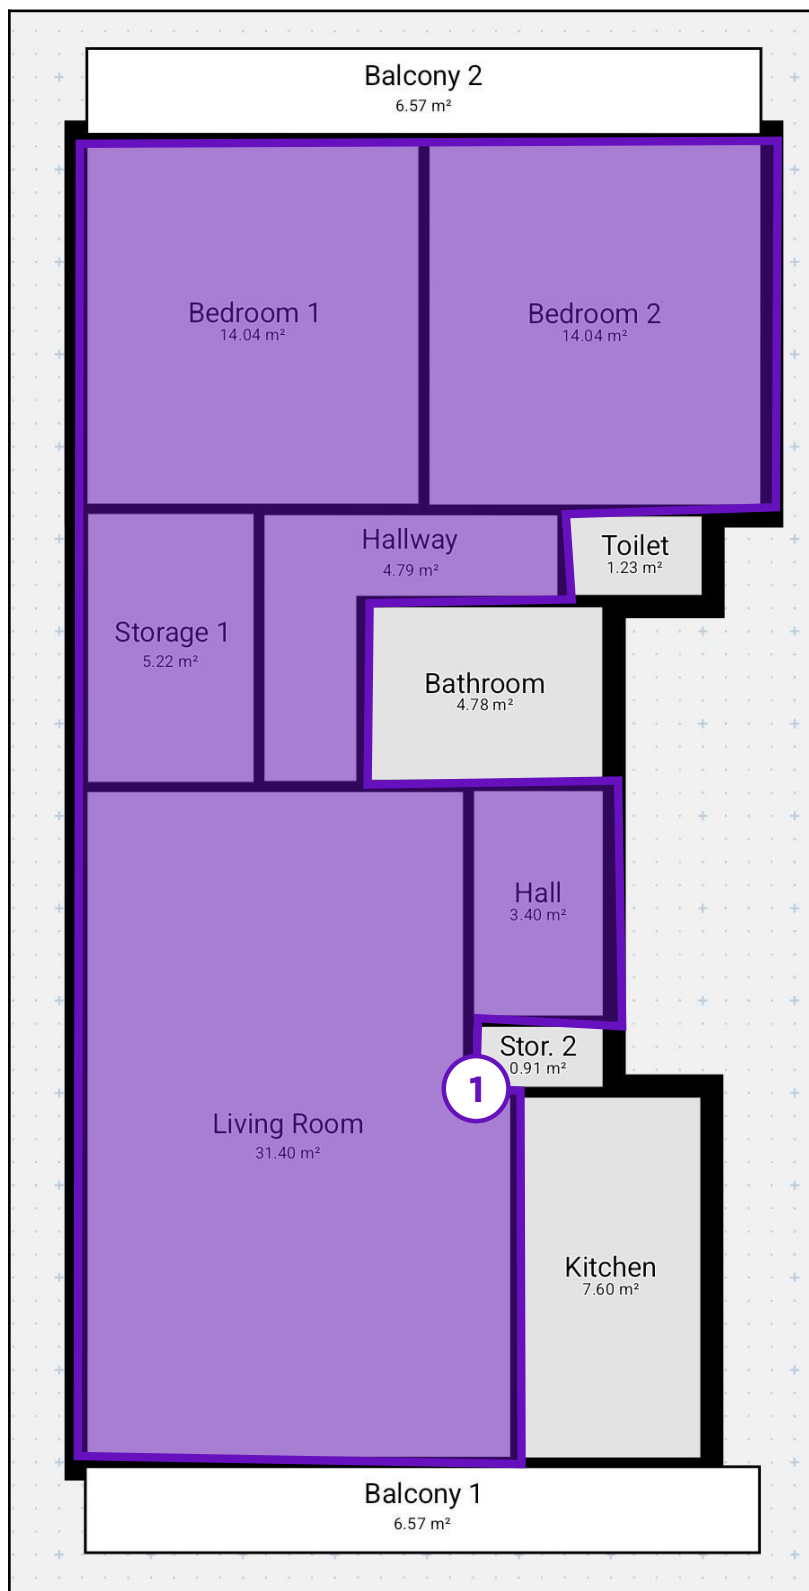 Balcony 2
6.57 m²
Bedroom 1
14.04 m²
Bedroom 2
14.04 m²
Hallway
4.79 m²
Toilet
1.23 m²
Storage 1
5.22 m²
Bathroom
4.78 m²
Hall
3.40 m²
Stor. 2
0.91 m²
1
Living Room
31.40 m²
Kitchen
7.60 m²
Balcony 1
6.57 m²